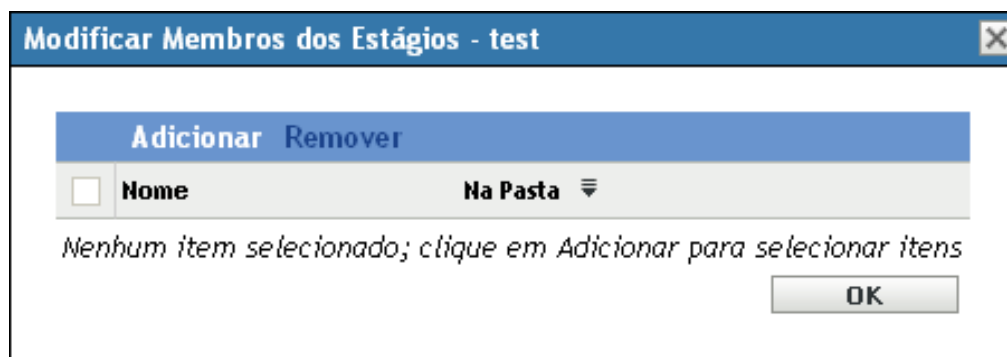 Modificar Membros dos Estágios - test
Adicionar Remover
Nome Na Pasta
Nenhum item selecionado; clique em Adicionar para selecionar itens
OK